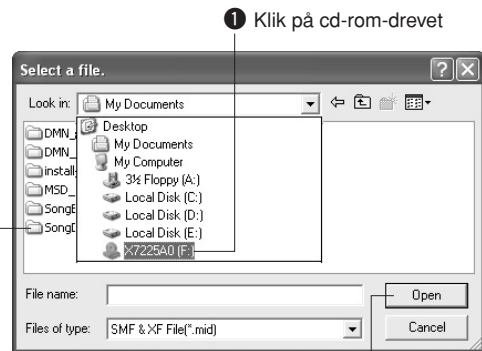 ❶ Klik på cd-rom-drevet
Select a file.
Look in: My Documents
Desktop
My Documents
My Computer
3½ Floppy (A:)
Local Disk (C:)
Local Disk (D:)
Local Disk (E:)
X7225A0 (F:)
DMN_
DMN_
install
MSD_
File name:
Open
Files of type: SMF & XF File(*.mid)
Cancel